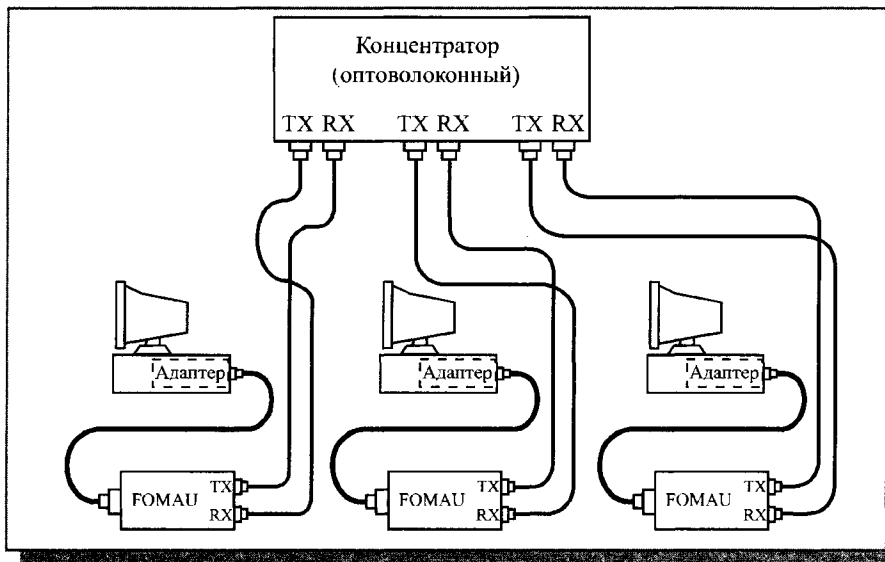 Концентратор
(оптоволоконный)
TX RX TX RX TX RX
Адаптер Адаптер Адаптер
FOMAU TX RX FOMAU TX RX FOMAU TX RX